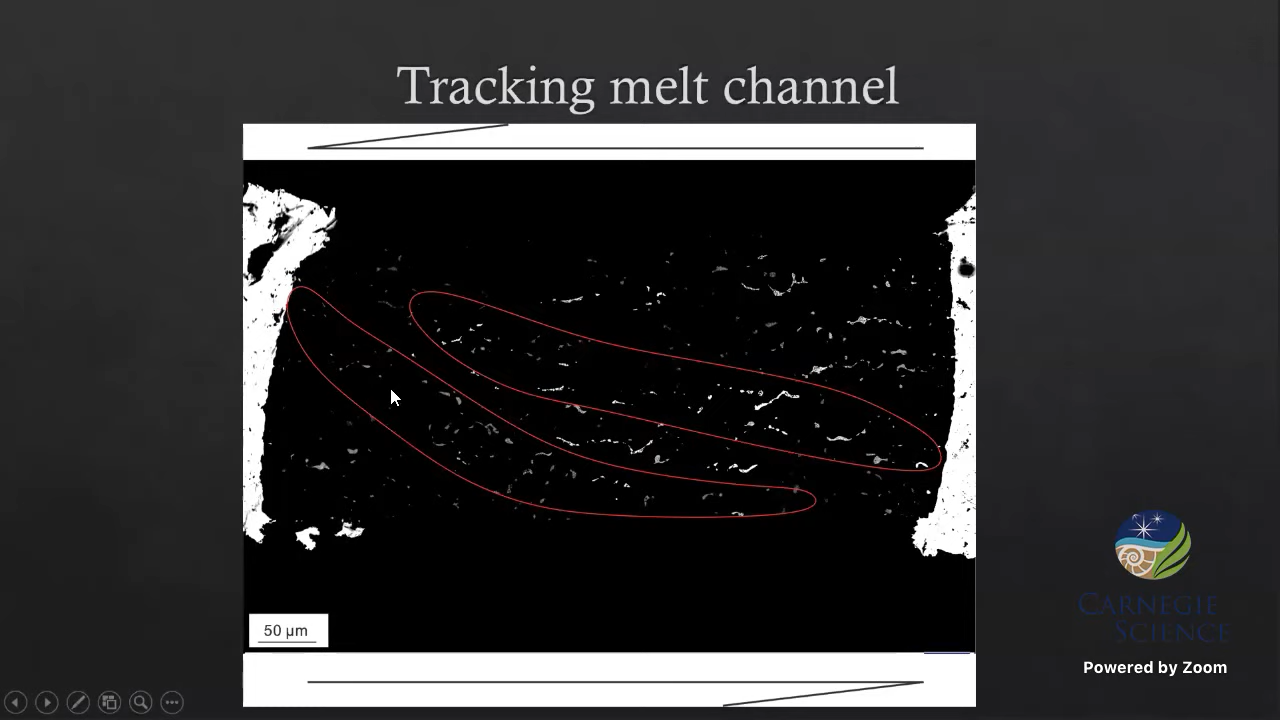 Tracking melt channel
50 µm
CARNEGIE
SCIENCE
Powered by Zoom